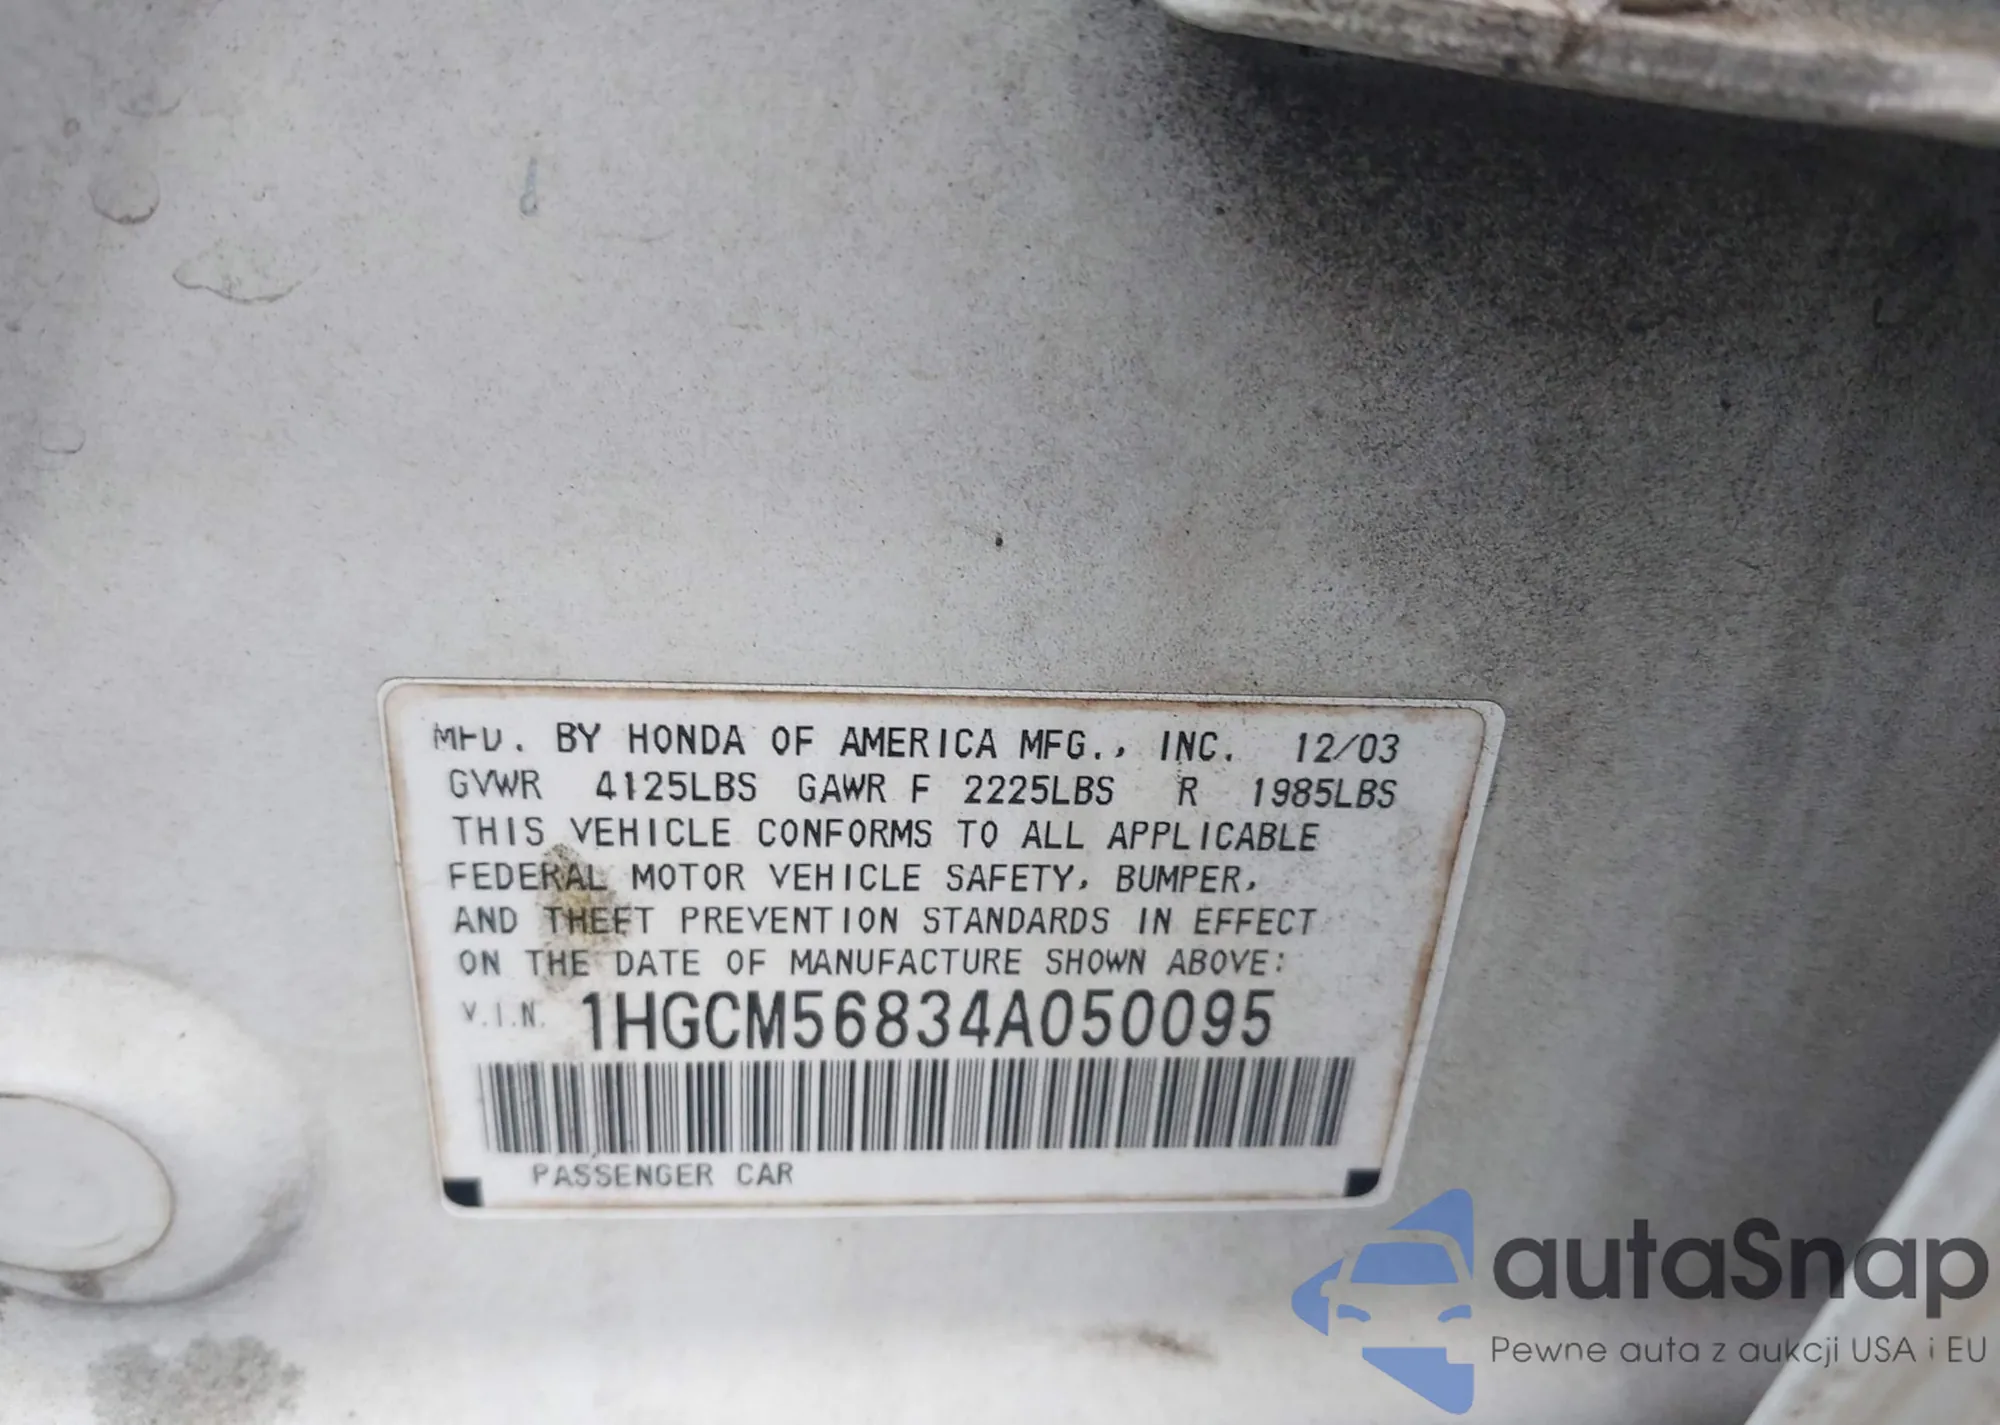 MFD. BY HONDA OF AMERICA MFG., INC. 12/03
GVWR 4125LBS GAWR F 2225LBS R 1985LBS
THIS VEHICLE CONFORMS TO ALL APPLICABLE
FEDERAL MOTOR VEHICLE SAFETY, BUMPER,
AND THEFT PREVENTION STANDARDS IN EFFECT
ON THE DATE OF MANUFACTURE SHOWN ABOVE:
V.I.N. 1HGCM56834A050095
PASSENGER CAR
autaSnap
Pewne auta z aukcji USA i EU